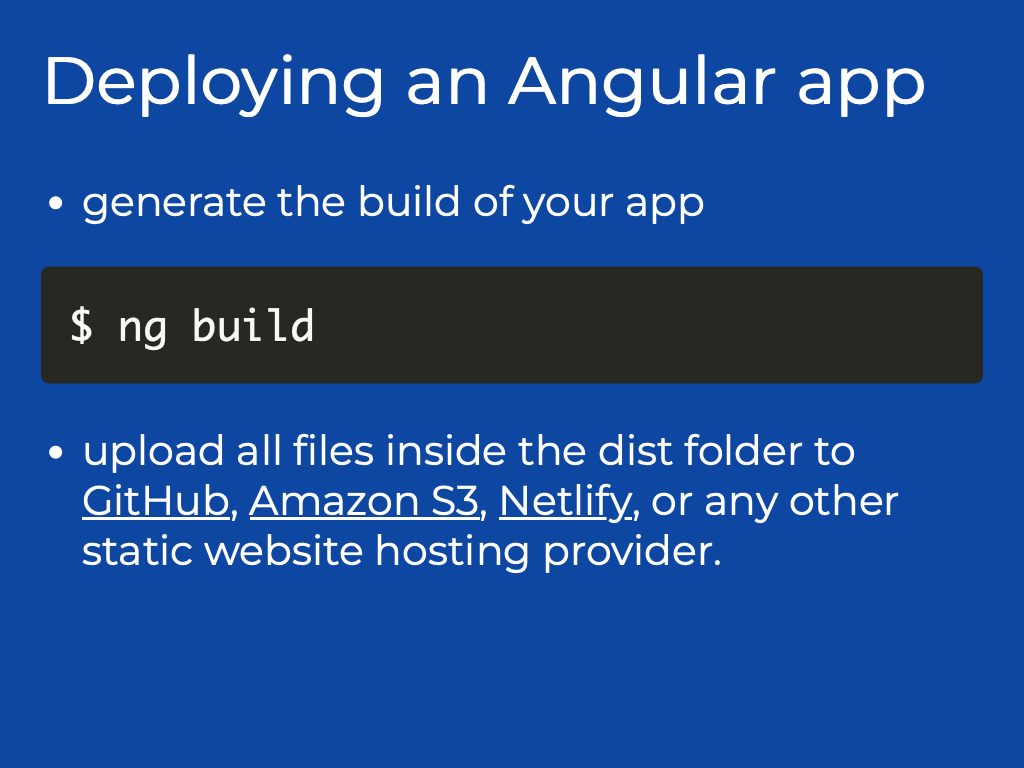 Deploying an Angular app
• generate the build of your app
$ ng build
• upload all files inside the dist folder to
GitHub, Amazon S3, Netlify, or any other
static website hosting provider.